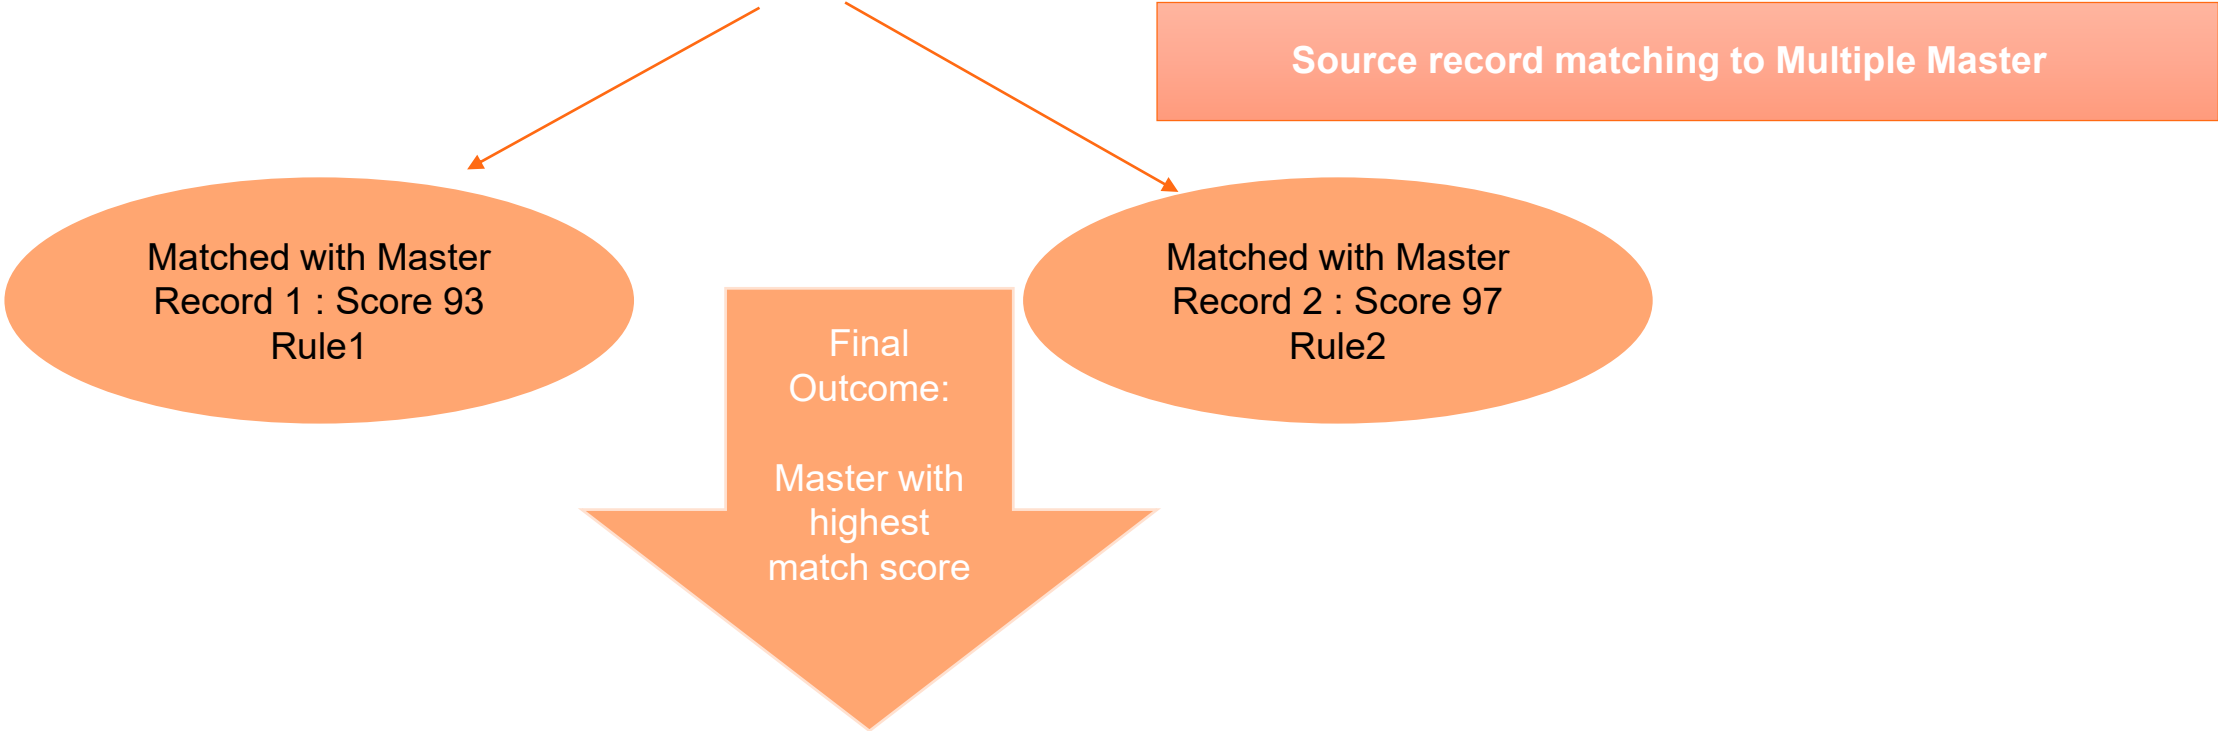 Source record matching to Multiple Master
Matched with Master
Record 1 : Score 93
Rule1
Matched with Master
Record 2 : Score 97
Rule2
Final
Outcome:
Master with
highest
match score